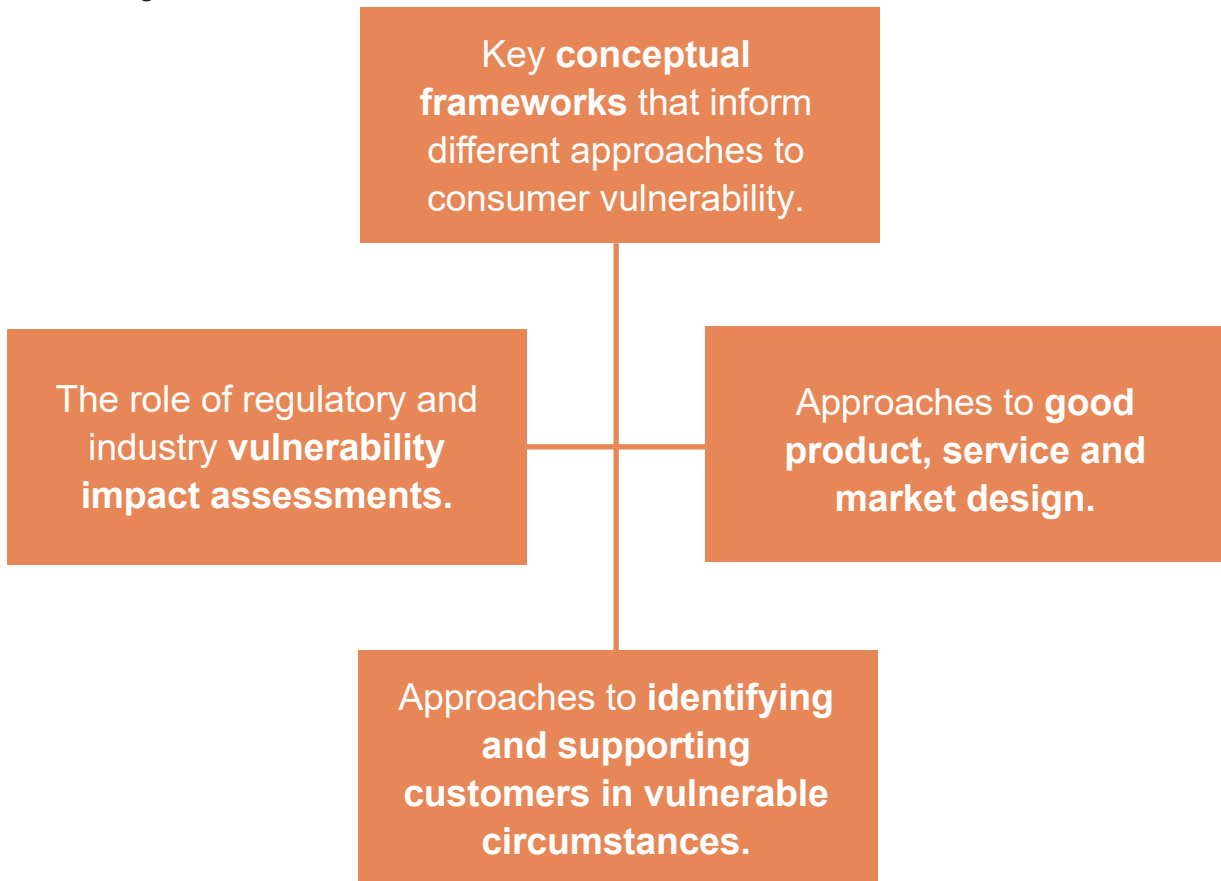 Key conceptual
frameworks that inform
different approaches to
consumer vulnerability.
The role of regulatory and
industry vulnerability
impact assessments.
Approaches to good
product, service and
market design.
Approaches to identifying
and supporting
customers in vulnerable
circumstances.